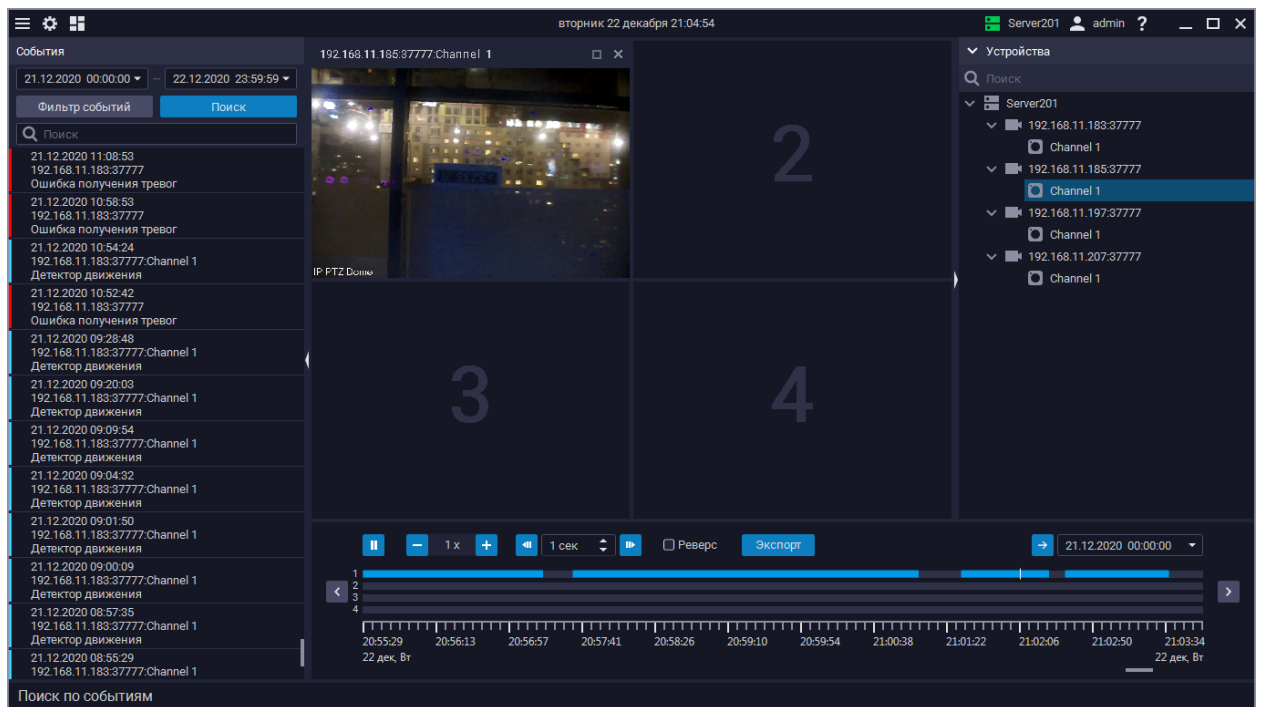 вторник 22 декабря 21:04:54
Server201 admin ?
События
21.12.2020 00:00:00 – 22.12.2020 23:59:59
Фильтр событий Поиск
Поиск
21.12.2020 11:08:53
192.168.11.183:37777
Ошибка получения тревог
21.12.2020 10:58:53
192.168.11.183:37777
Ошибка получения тревог
21.12.2020 10:54:24
192.168.11.183:37777:Channel 1
Детектор движения
21.12.2020 10:52:42
192.168.11.183:37777
Ошибка получения тревог
21.12.2020 09:28:48
192.168.11.183:37777:Channel 1
Детектор движения
21.12.2020 09:20:03
192.168.11.183:37777:Channel 1
Детектор движения
21.12.2020 09:09:54
192.168.11.183:37777:Channel 1
Детектор движения
21.12.2020 09:04:32
192.168.11.183:37777:Channel 1
Детектор движения
21.12.2020 09:01:50
192.168.11.183:37777:Channel 1
Детектор движения
21.12.2020 09:00:09
192.168.11.183:37777:Channel 1
Детектор движения
21.12.2020 08:57:35
192.168.11.183:37777:Channel 1
Детектор движения
21.12.2020 08:55:29
192.168.11.183:37777:Channel 1
192.168.11.185:37777:Channel 1
IP PTZ Dome
2
3
4
1 x 1 сек Реверс Экспорт 21.12.2020 00:00:00
1
2
3
4
20:55:29 20:56:13 20:56:57 20:57:41 20:58:26 20:59:10 20:59:54 21:00:38 21:01:22 21:02:06 21:02:50 21:03:34
22 дек, Вт 22 дек, Вт
Устройства
Поиск
Server201
192.168.11.183:37777
Channel 1
192.168.11.185:37777
Channel 1
192.168.11.197:37777
Channel 1
192.168.11.207:37777
Channel 1
Поиск по событиям